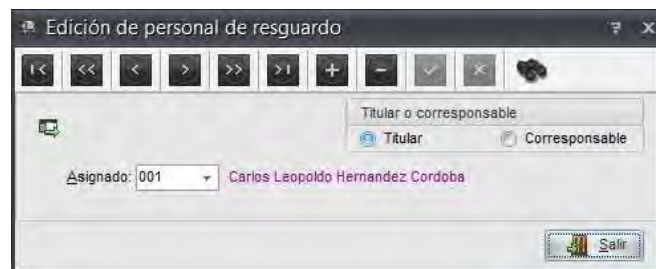 Edición de personal de resguardo
Titular o corresponsable
Titular Corresponsable
Asignado: 001 Carlos Leopoldo Hernandez Cordoba
Salir